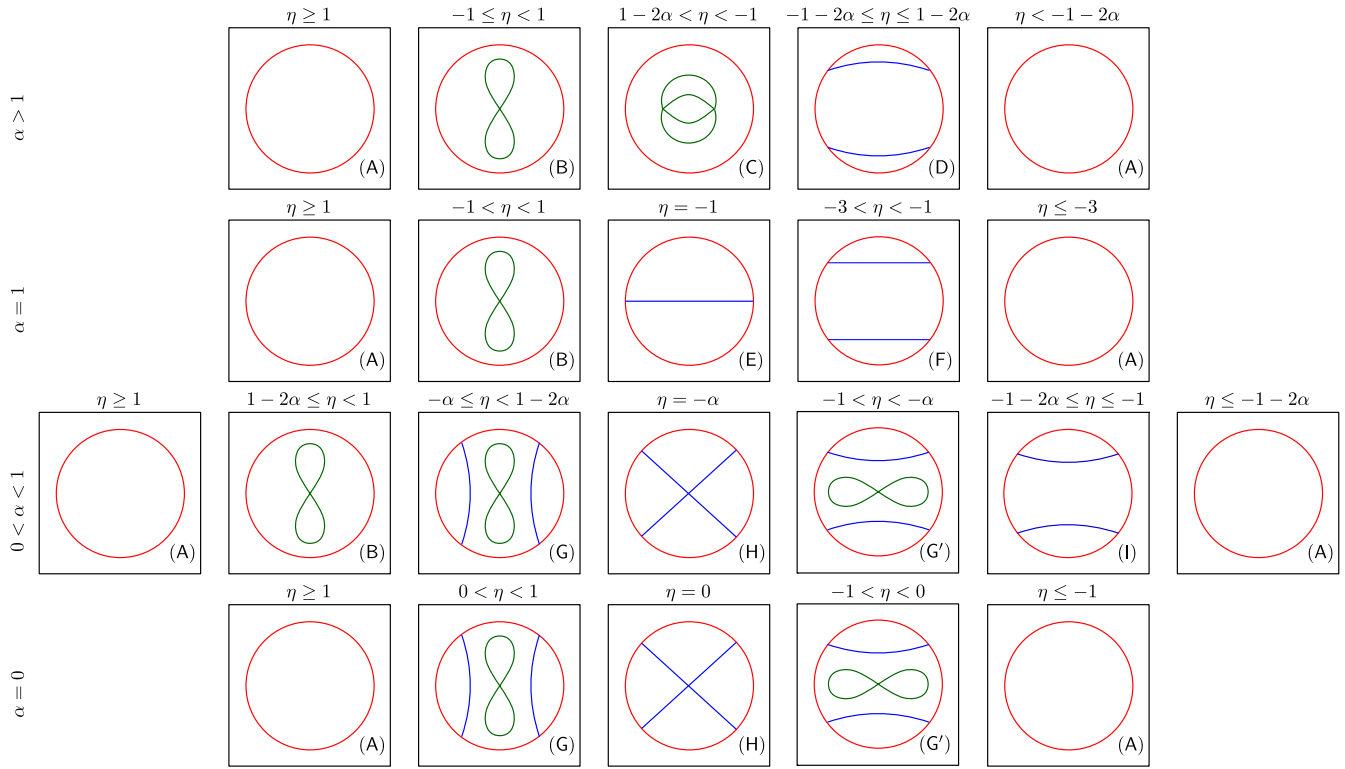 η ≥ 1
−1 ≤ η < 1
1 − 2α < η < −1
−1 − 2α ≤ η ≤ 1 − 2α
η < −1 − 2α
α > 1
(A)
(B)
(C)
(D)
(A)
η ≥ 1
−1 < η < 1
η = −1
−3 < η < −1
η ≤ −3
α = 1
(A)
(B)
(E)
(F)
(A)
η ≥ 1
1 − 2α ≤ η < 1
−α ≤ η < 1 − 2α
η = −α
−1 < η < −α
−1 − 2α ≤ η ≤ −1
η ≤ −1 − 2α
0 < α < 1
(A)
(B)
(G)
(H)
(G′)
(I)
(A)
η ≥ 1
0 < η < 1
η = 0
−1 < η < 0
η ≤ −1
α = 0
(A)
(G)
(H)
(G′)
(A)